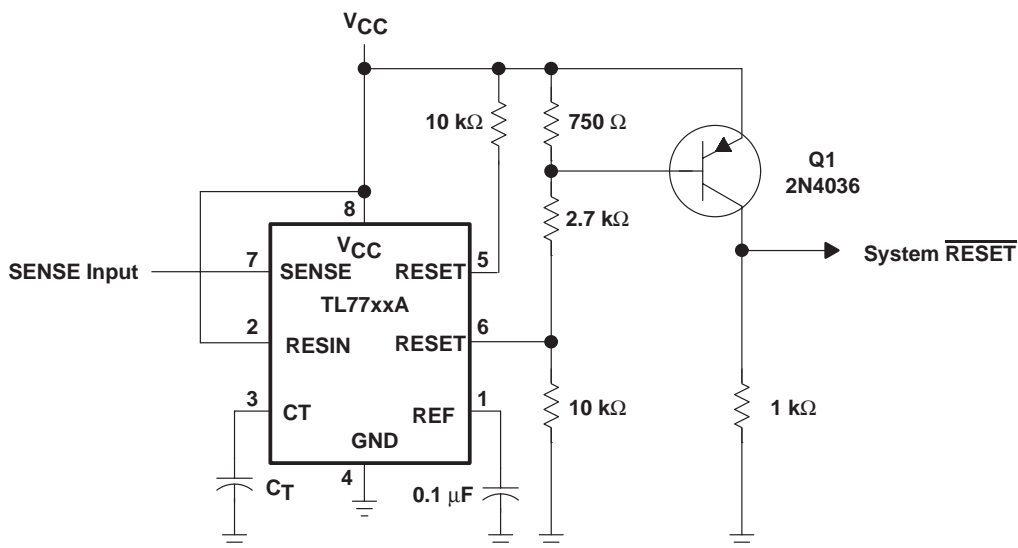 VCC
10 kΩ
750 Ω
Q1
2N4036
8
VCC
2.7 kΩ
SENSE Input
7
SENSE
RESET
5
System R̅E̅S̅E̅T̅
TL77xxA
2
RESIN
RESET
6
3
CT
REF
1
10 kΩ
1 kΩ
GND
4
CT
0.1 μF